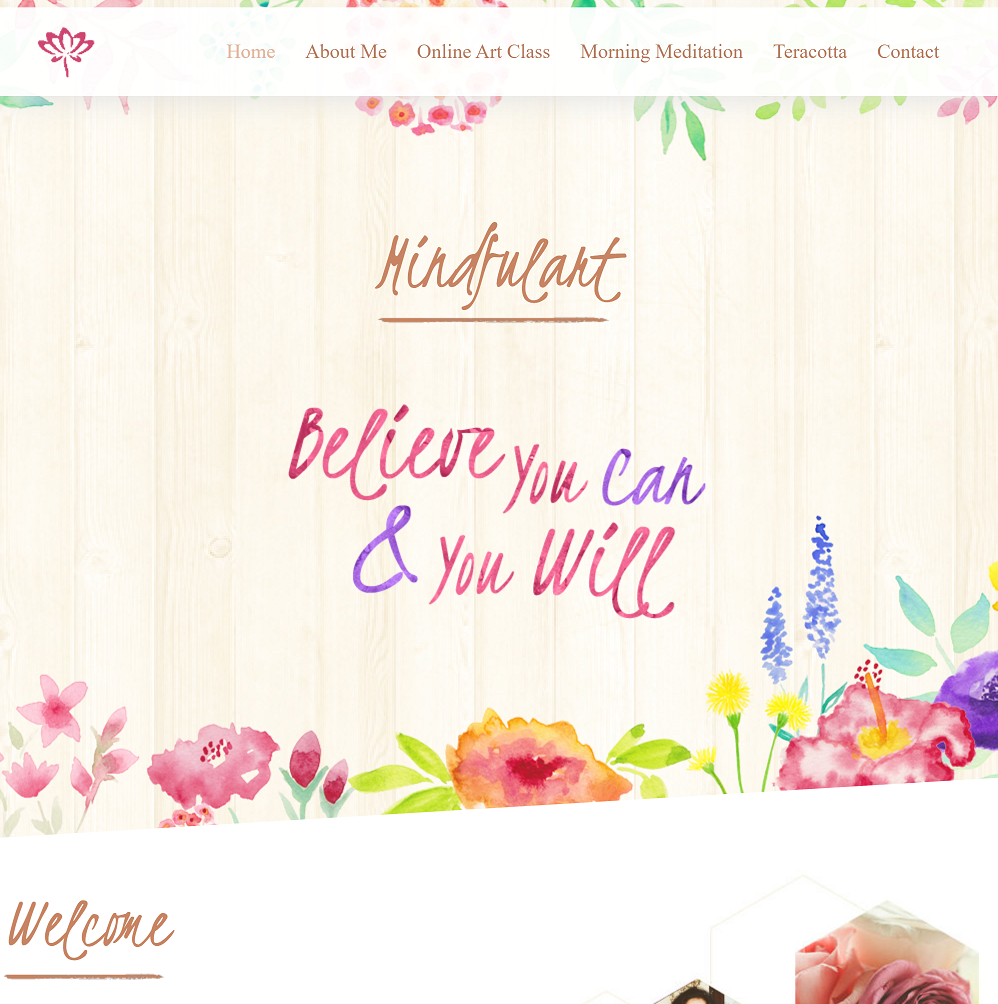 Home About Me Online Art Class Morning Meditation Teracotta Contact
Mindfulart
Believe You Can
& You Will
Welcome